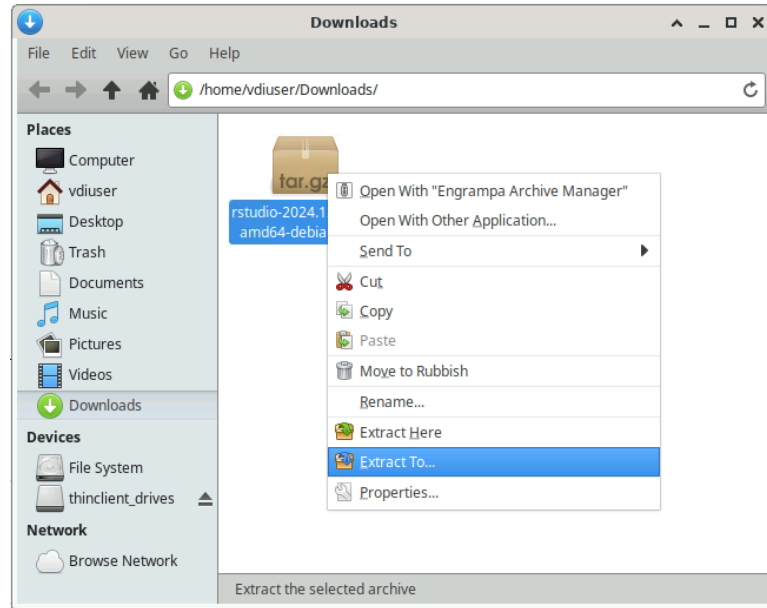 Downloads
File Edit View Go Help
/home/vdiuser/Downloads/
Places
Computer
vdiuser
Desktop
Trash
Documents
Music
Pictures
Videos
Downloads
Devices
File System
thinclient_drives
Network
Browse Network
tar.gz
rstudio-2024.1
amd64-debia
Open With "Engrampa Archive Manager"
Open With Other Application...
Send To
Cut
Copy
Paste
Move to Rubbish
Rename...
Extract Here
Extract To...
Properties...
Extract the selected archive